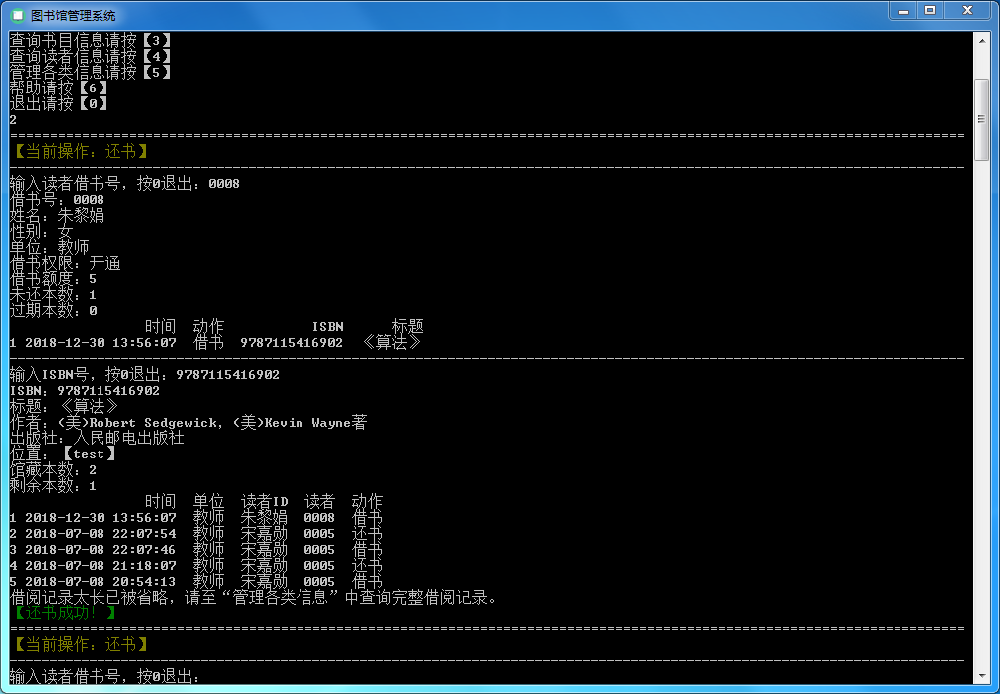 图书馆管理系统
查询书目信息请按【3】
查询读者信息请按【4】
管理各类信息请按【5】
帮助请按【6】
退出请按【0】
2
【当前操作：还书】
输入读者借书号，按0退出：0008
借书号：0008
姓名：朱黎娟
性别：女
单位：教师
借书权限：开通
借书额度：5
未还本数：1
过期本数：0
时间 动作 ISBN 标题
1 2018-12-30 13:56:07 借书 9787115416902 《算法》
输入ISBN号，按0退出：9787115416902
ISBN：9787115416902
标题：《算法》
作者：(美)Robert Sedgewick, (美)Kevin Wayne著
出版社：人民邮电出版社
位置：【test】
馆藏本数：2
剩余本数：1
时间 单位 读者ID 读者 动作
1 2018-12-30 13:56:07 教师 朱黎娟 0008 借书
2 2018-07-08 22:07:54 教师 宋嘉勋 0005 还书
3 2018-07-08 22:07:46 教师 宋嘉勋 0005 借书
4 2018-07-08 21:18:07 教师 宋嘉勋 0005 还书
5 2018-07-08 20:54:13 教师 宋嘉勋 0005 借书
借阅记录太长已被省略，请至“管理各类信息”中查询完整借阅记录。
【还书成功！】
【当前操作：还书】
输入读者借书号，按0退出：